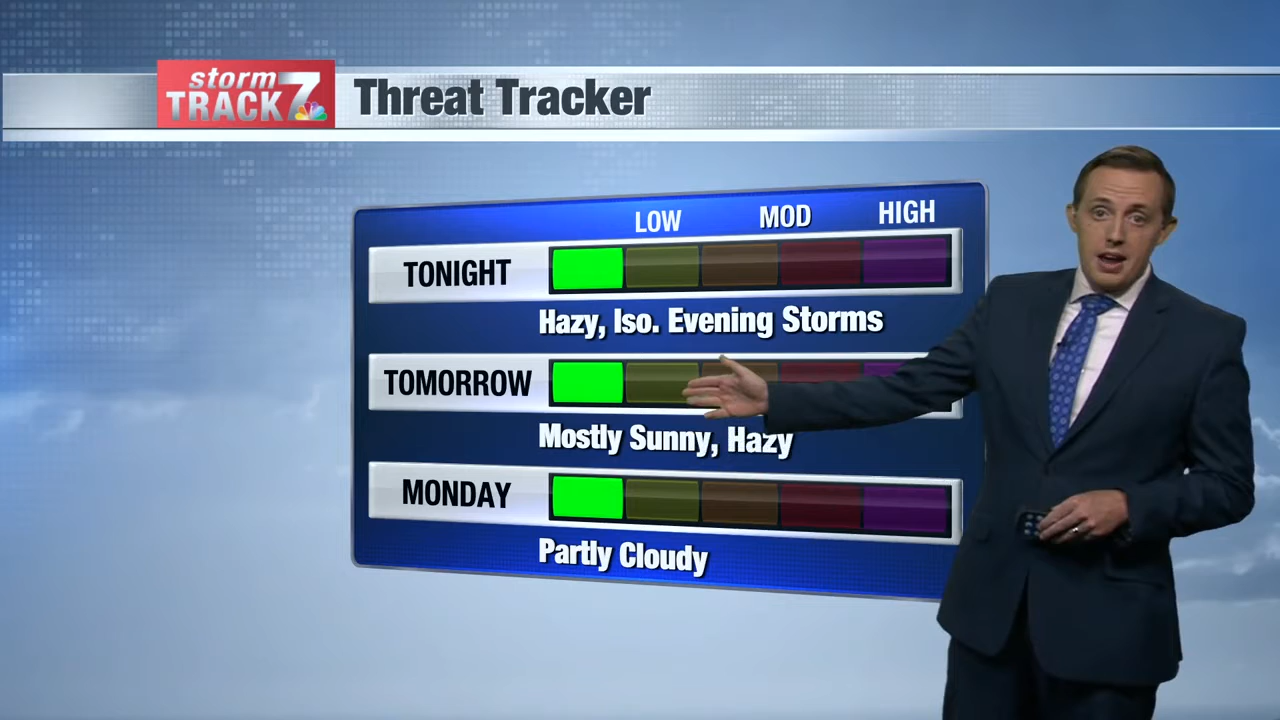 storm
TRACK 7
Threat Tracker
LOW MOD HIGH
TONIGHT
Hazy, Iso. Evening Storms
TOMORROW
Mostly Sunny, Hazy
MONDAY
Partly Cloudy